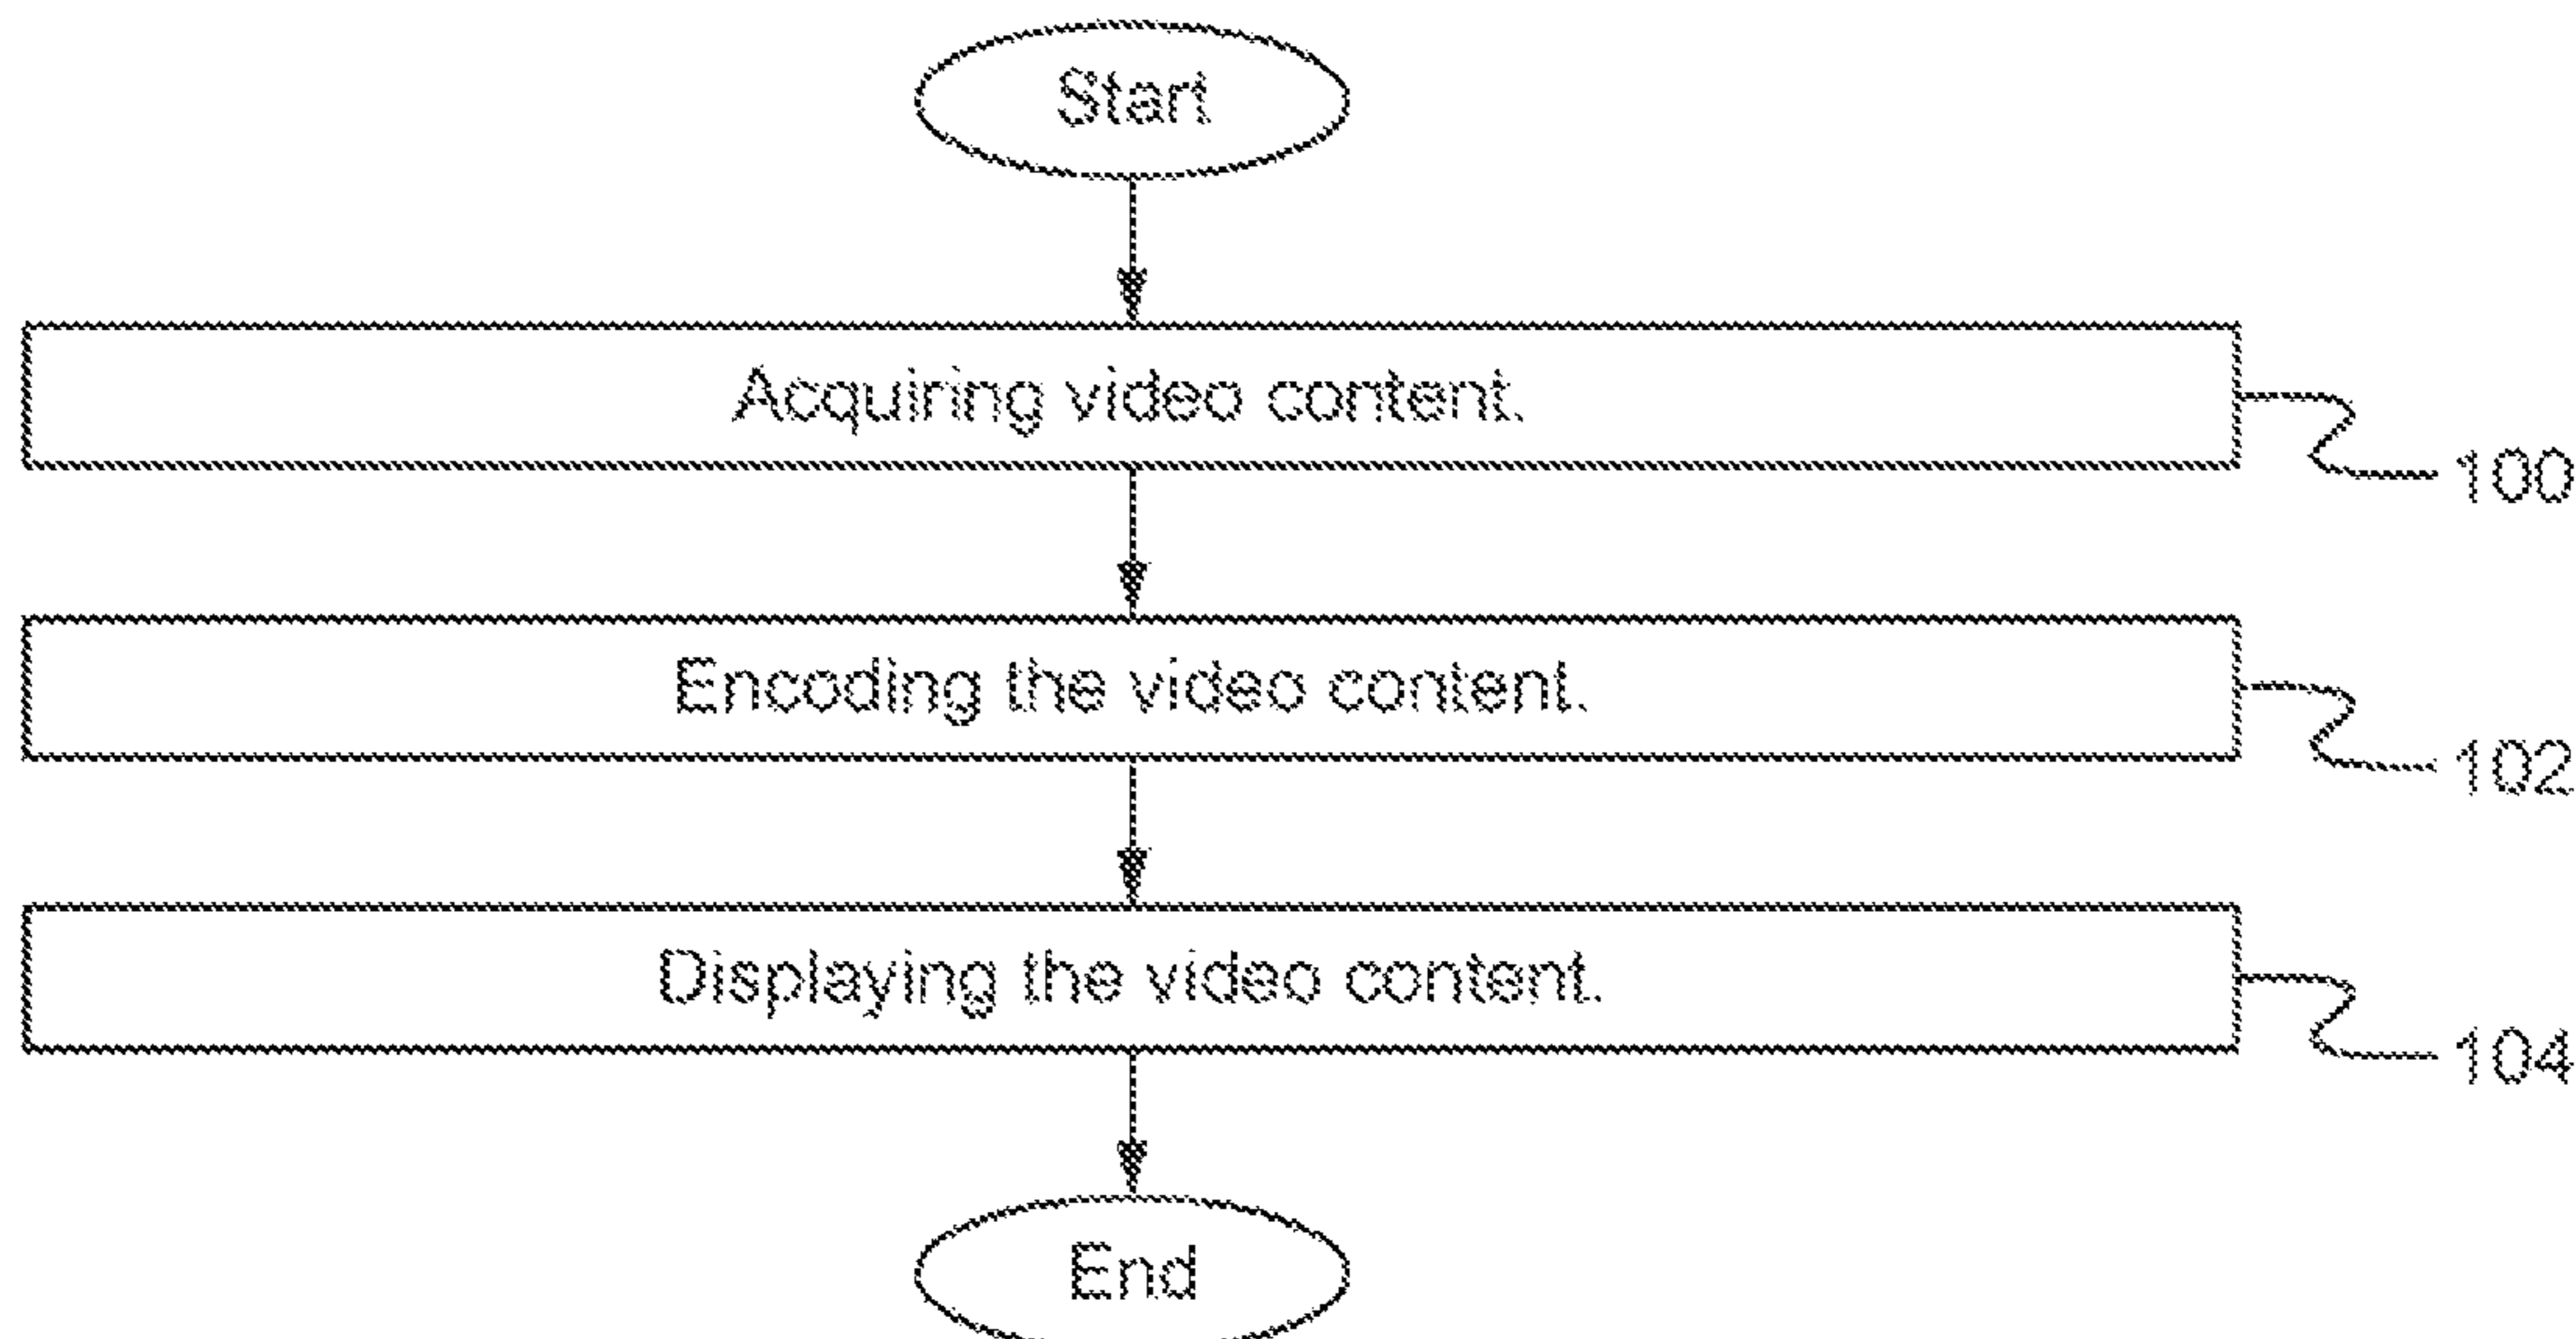 Start
Acquiring video content.
100
Encoding the video content.
102
Displaying the video content.
104
End